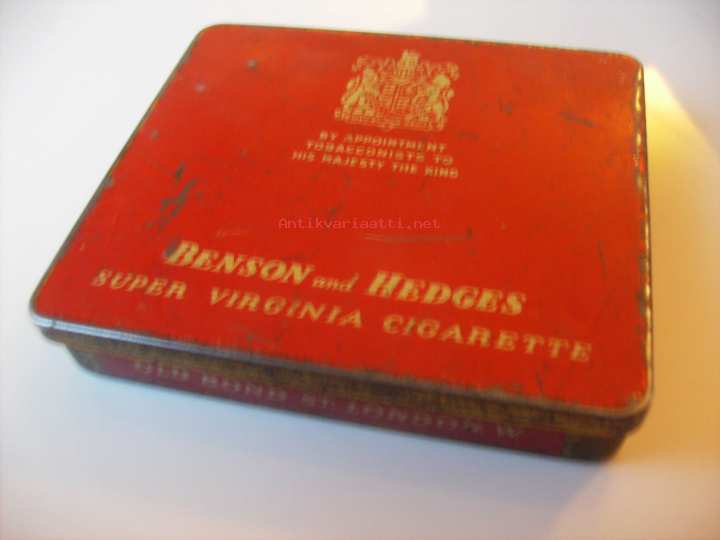 BY APPOINTMENT
TOBACCONISTS TO
HIS MAJESTY THE KING
Antikvariaatti.net
BENSON and HEDGES
SUPER VIRGINIA CIGARETTE
OLD BOND ST. LONDON. W